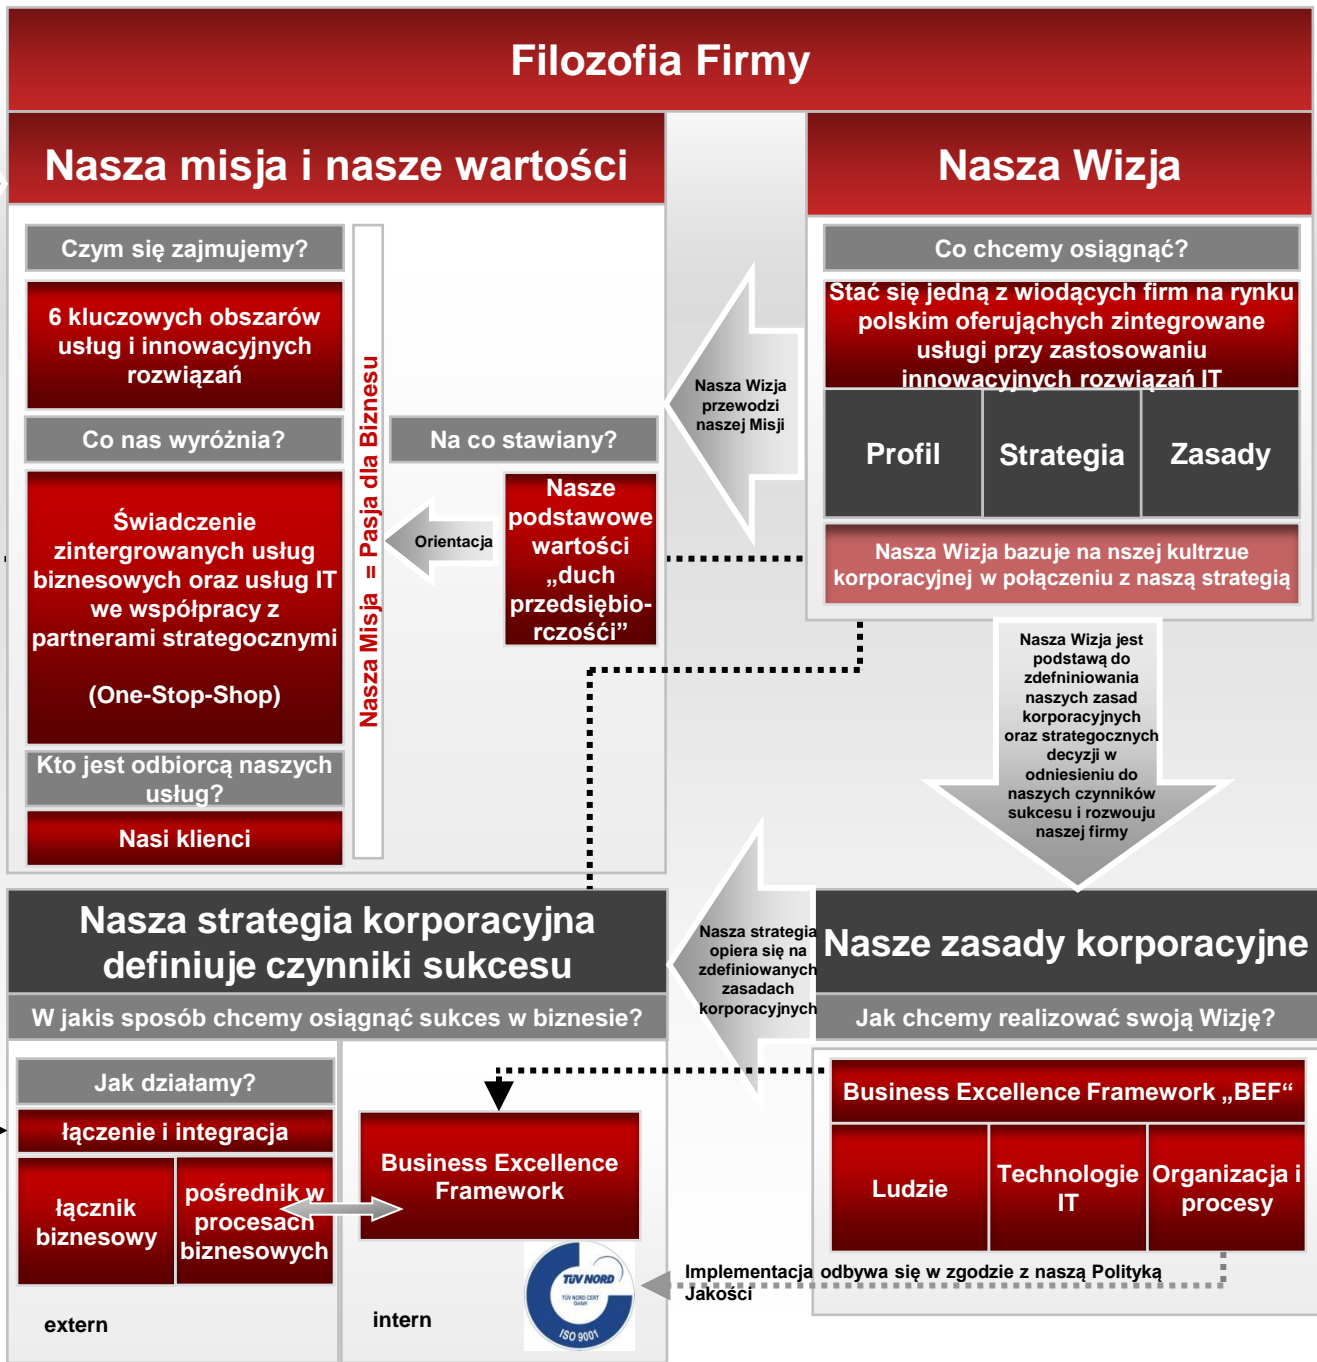 Filozofia Firmy
Nasza misja i nasze wartości
Czym się zajmujemy?
6 kluczowych obszarów
usług i innowacyjnych
rozwiązań
Co nas wyróżnia?
Świadczenie
zintergrowanych usług
biznesowych oraz usług IT
we współpracy z
partnerami strategocznymi
(One-Stop-Shop)
Kto jest odbiorcą naszych
usług?
Nasi klienci
Nasza Misja = Pasja dla Biznesu
Na co stawiany?
Orientacja
Nasze
podstawowe
wartości
„duch
przedsiębio-
rczośći”
Nasza Wizja
przewodzi
naszej Misji
Nasza Wizja
Co chcemy osiągnąć?
Stać się jedną z wiodących firm na rynku
polskim oferująchych zintegrowane
usługi przy zastosowaniu
innowacyjnych rozwiązań IT
Profil
Strategia
Zasady
Nasza Wizja bazuje na nszej kultrzue
korporacyjnej w połączeniu z naszą strategią
Nasza Wizja jest
podstawą do
zdefniniowania
naszych zasad
korporacyjnych
oraz strategocznych
decyzji w
odniesieniu do
naszych czynników
sukcesu i rozwouju
naszej firmy
Nasza strategia korporacyjna
definiuje czynniki sukcesu
W jakis sposób chcemy osiągnąć sukces w biznesie?
Jak działamy?
łączenie i integracja
łącznik
biznesowy
pośrednik w
procesach
biznesowych
extern
Business Excellence
Framework
intern
TÜV NORD
TÜV NORD CERT
GmbH
ISO 9001
Nasza strategia
opiera się na
zdefiniowanych
zasadach
korporacyjnych
Nasze zasady korporacyjne
Jak chcemy realizować swoją Wizję?
Business Excellence Framework „BEF“
Ludzie
Technologie
IT
Organizacja i
procesy
Implementacja odbywa się w zgodzie z naszą Polityką
Jakości